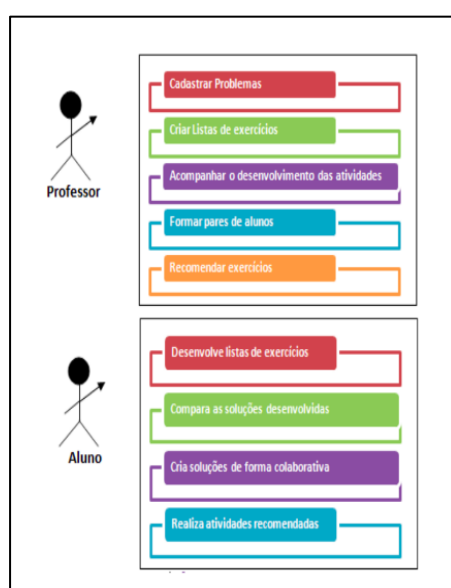 Cadastrar Problemas
Criar Listas de exercícios
Acompanhar o desenvolvimento das atividades
Professor
Formar pares de alunos
Recomendar exercícios
Desenvolve listas de exercícios
Compara as soluções desenvolvidas
Aluno
Cria soluções de forma colaborativa
Realiza atividades recomendadas